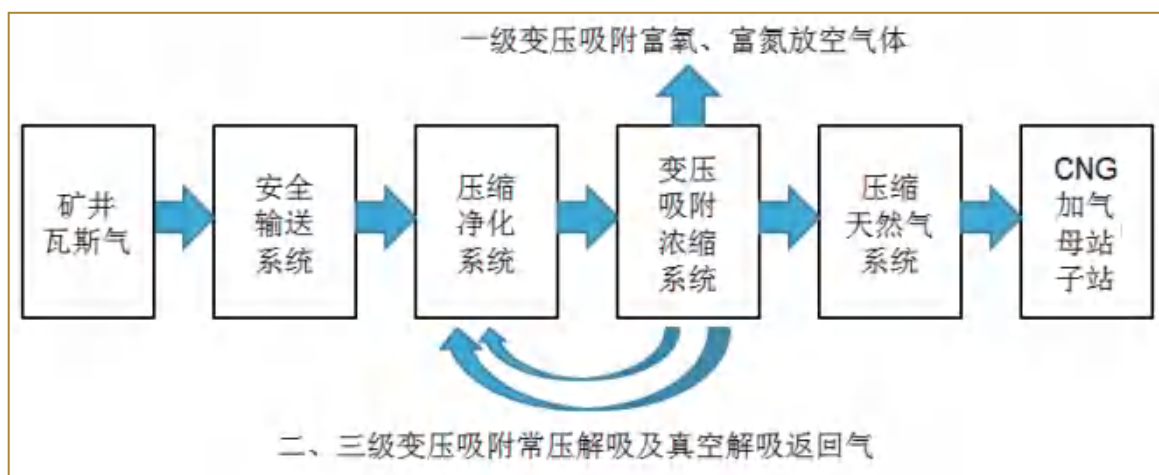 一级变压吸附富氧、富氮放空气体
矿井
瓦斯气
安全
输送
系统
压缩
净化
系统
变压
吸附
浓缩
系统
压缩
天然气
系统
CNG
加气
母站
子站
二、三级变压吸附常压解吸及真空解吸返回气